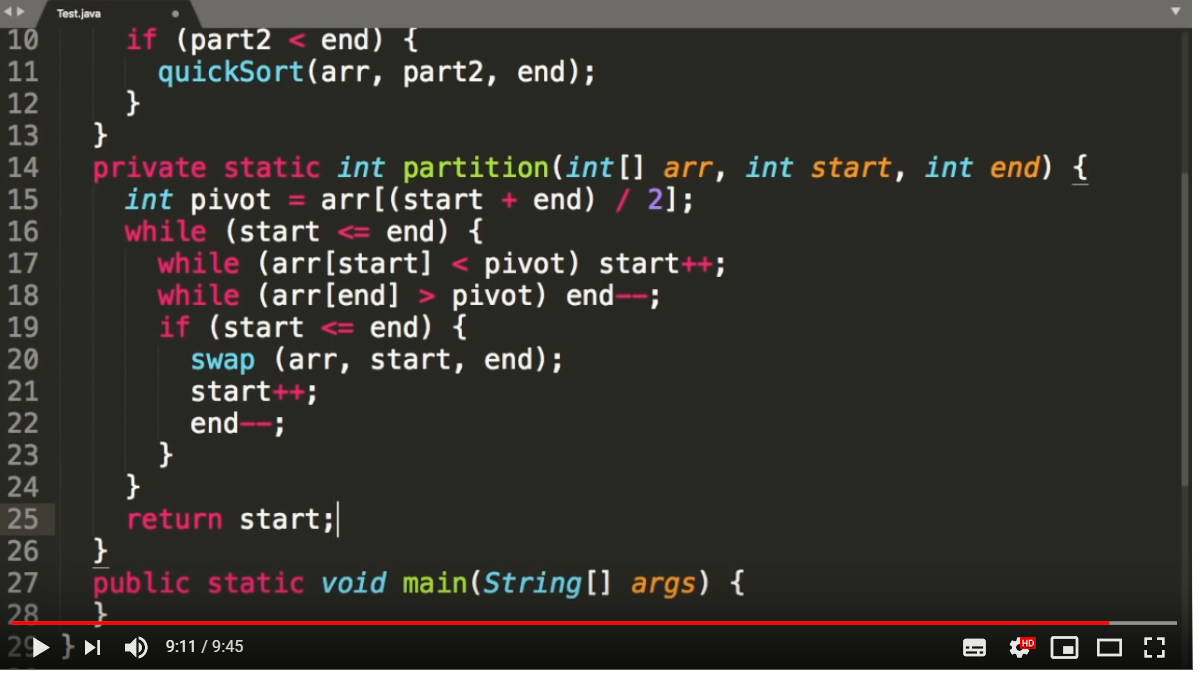 Test.java
10 if (part2 < end) {
11 quickSort(arr, part2, end);
12 }
13 }
14 private static int partition(int[] arr, int start, int end) {
15 int pivot = arr[(start + end) / 2];
16 while (start <= end) {
17 while (arr[start] < pivot) start++;
18 while (arr[end] > pivot) end--;
19 if (start <= end) {
20 swap (arr, start, end);
21 start++;
22 end--;
23 }
24 }
25 return start;
26 }
27 public static void main(String[] args) {
28 }
29 }
9:11 / 9:45
HD